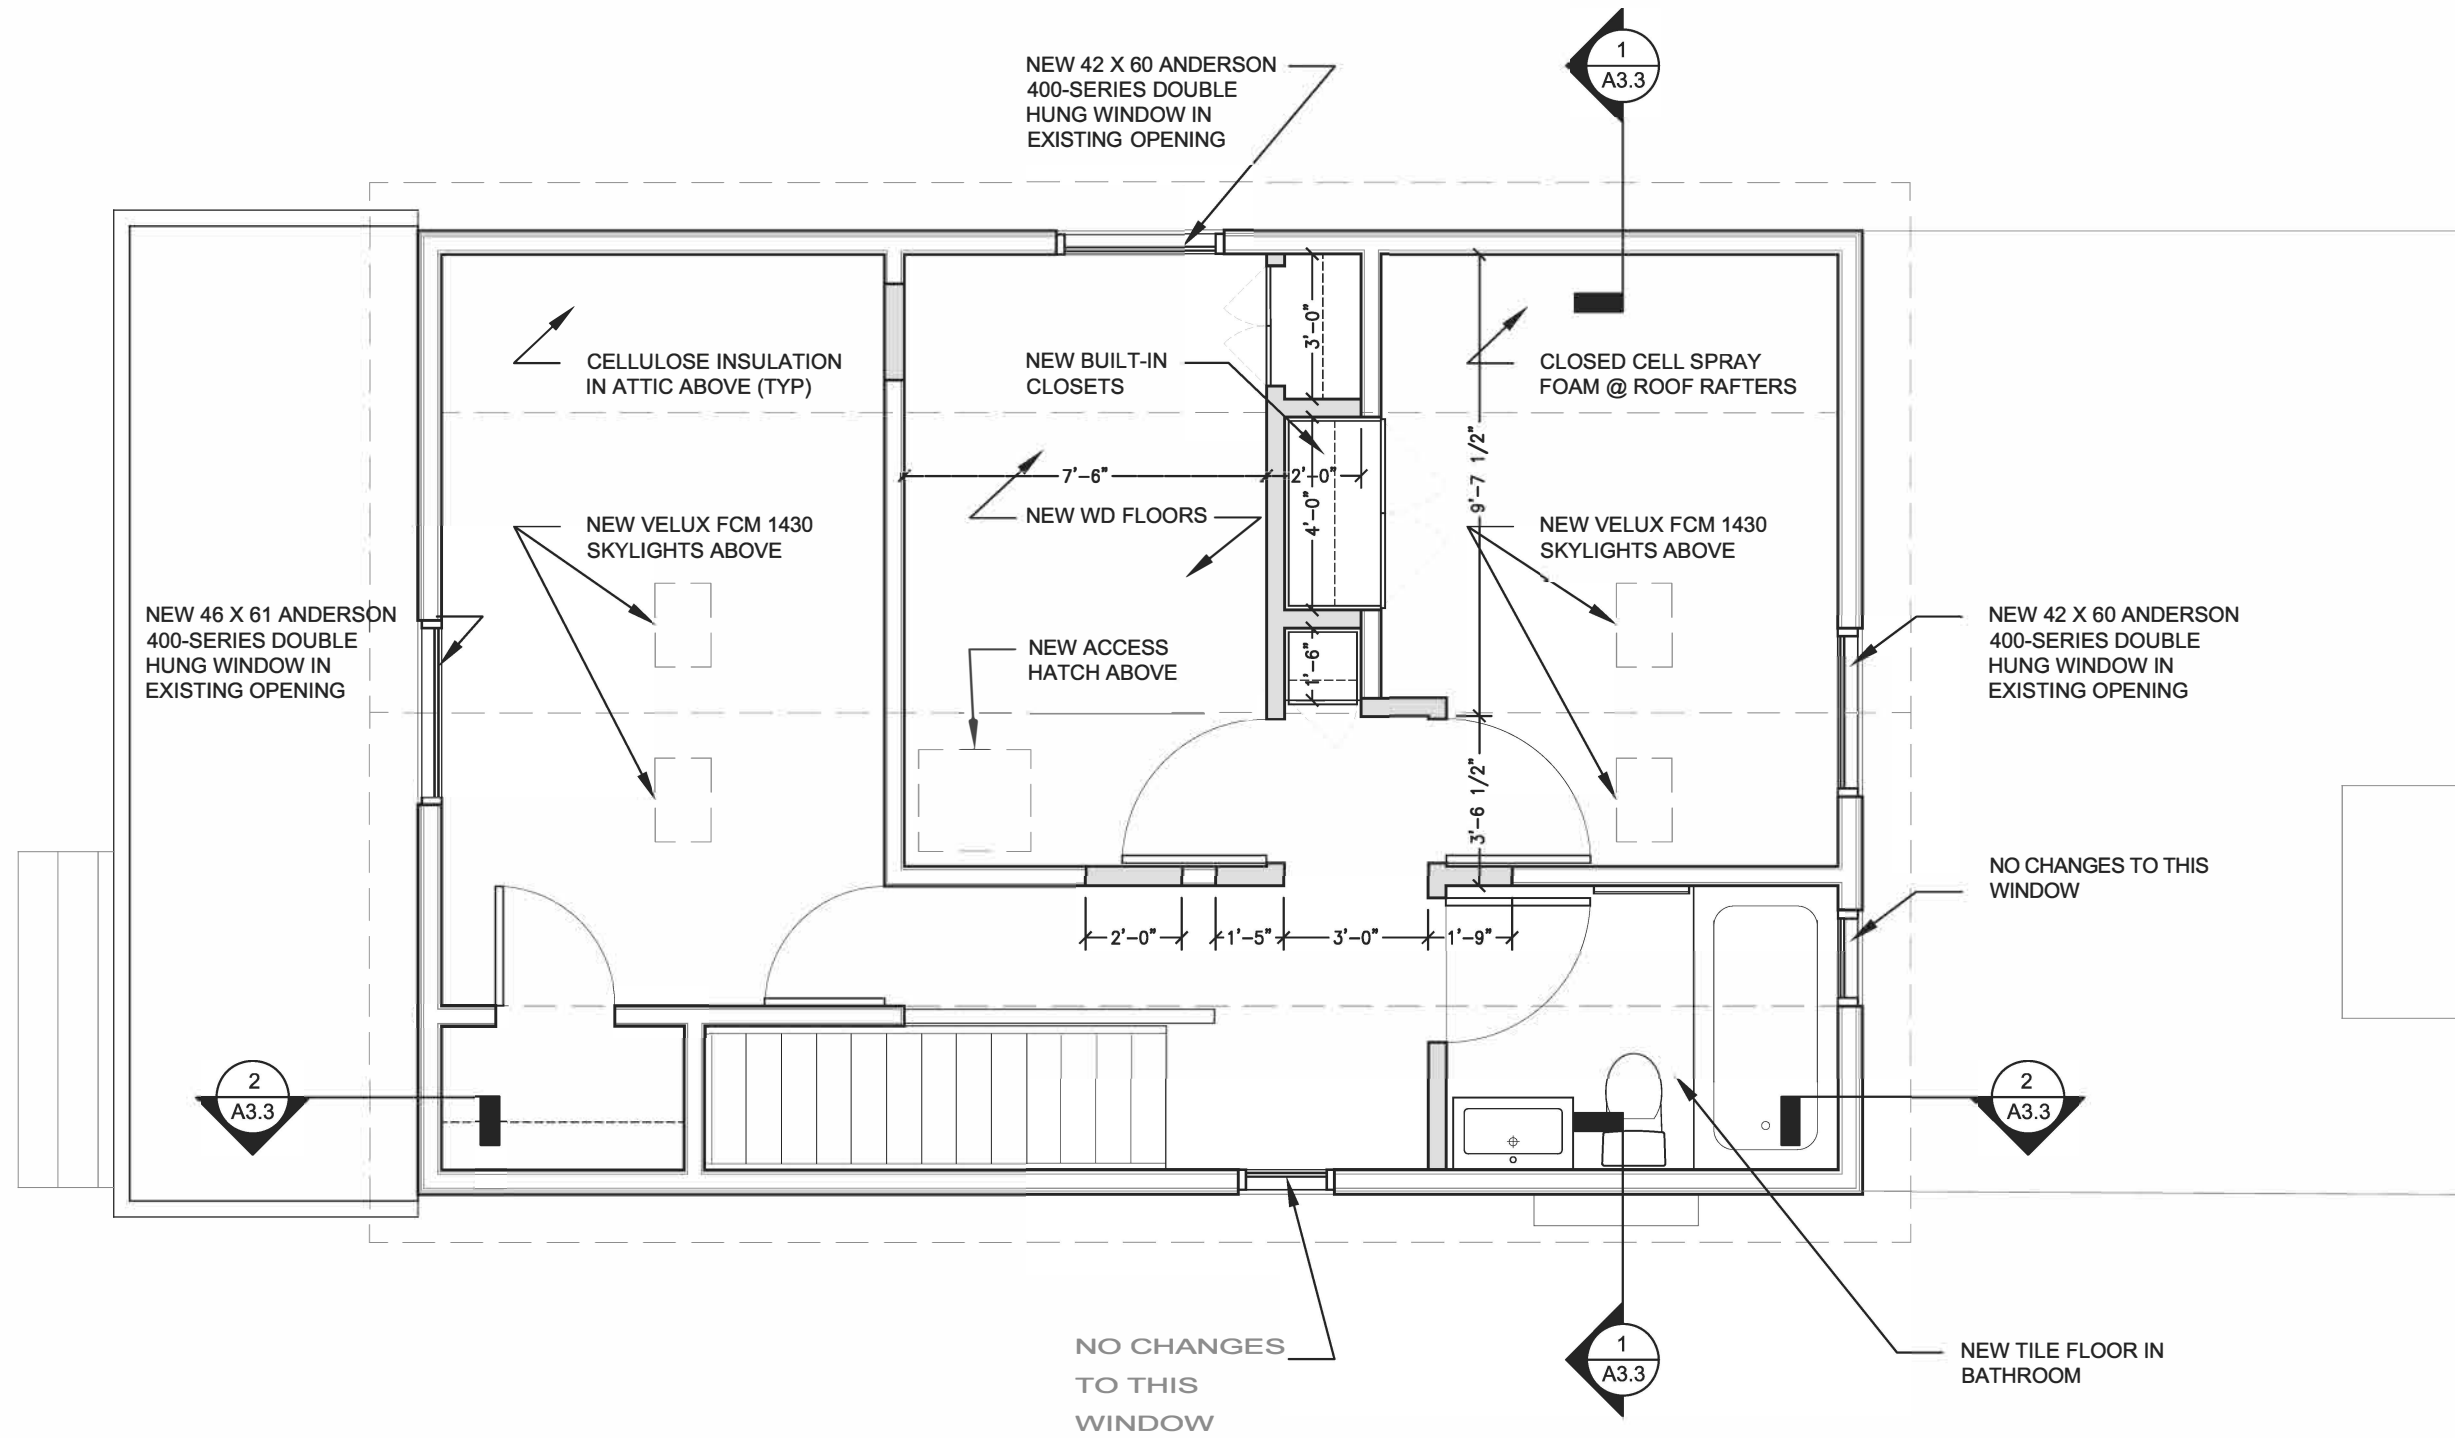 1
A3.3
NEW 42 X 60 ANDERSON
400-SERIES DOUBLE
HUNG WINDOW IN
EXISTING OPENING
CELLULOSE INSULATION
IN ATTIC ABOVE (TYP)
NEW BUILT-IN
CLOSETS
3'-0"
CLOSED CELL SPRAY
FOAM @ ROOF RAFTERS
7'-6"
2'-0"
4'-0"
9'-7 1/2"
NEW WD FLOORS
NEW VELUX FCM 1430
SKYLIGHTS ABOVE
NEW VELUX FCM 1430
SKYLIGHTS ABOVE
NEW 46 X 61 ANDERSON
400-SERIES DOUBLE
HUNG WINDOW IN
EXISTING OPENING
NEW ACCESS
HATCH ABOVE
1'-6"
NEW 42 X 60 ANDERSON
400-SERIES DOUBLE
HUNG WINDOW IN
EXISTING OPENING
3'-6 1/2"
NO CHANGES TO THIS
WINDOW
2'-0"
1'-5"
3'-0"
1'-9"
2
A3.3
2
A3.3
NO CHANGES
TO THIS
WINDOW
1
A3.3
NEW TILE FLOOR IN
BATHROOM